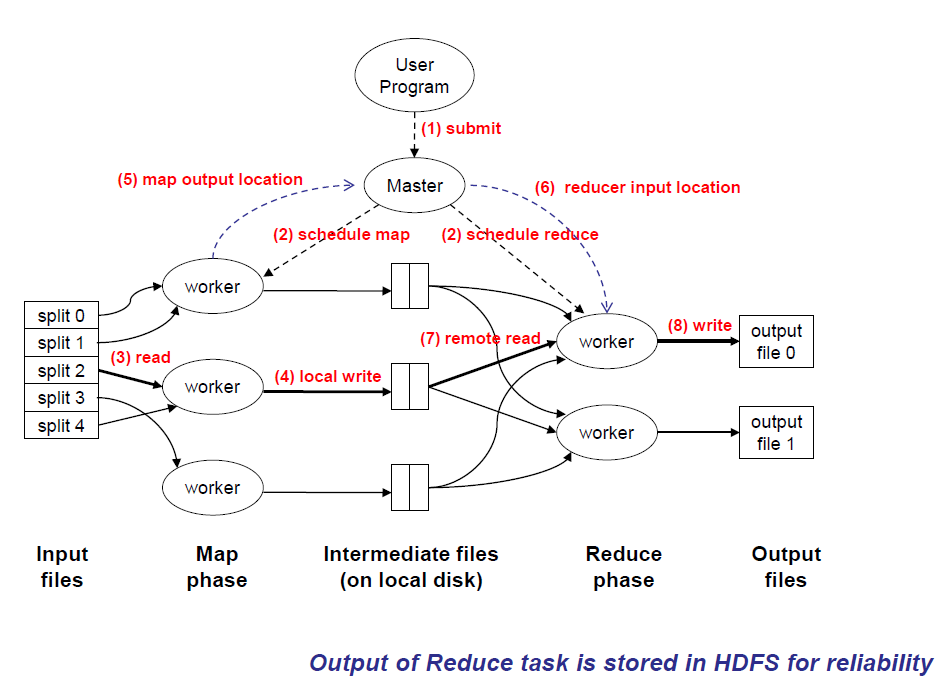 User
Program
(1) submit
(5) map output location
Master
(6) reducer input location
(2) schedule map
(2) schedule reduce
worker
split 0
split 1
split 2
split 3
split 4
(3) read
worker
(4) local write
worker
(7) remote read
worker
(8) write
output
file 0
worker
output
file 1
Input
files
Map
phase
Intermediate files
(on local disk)
Reduce
phase
Output
files
Output of Reduce task is stored in HDFS for reliability